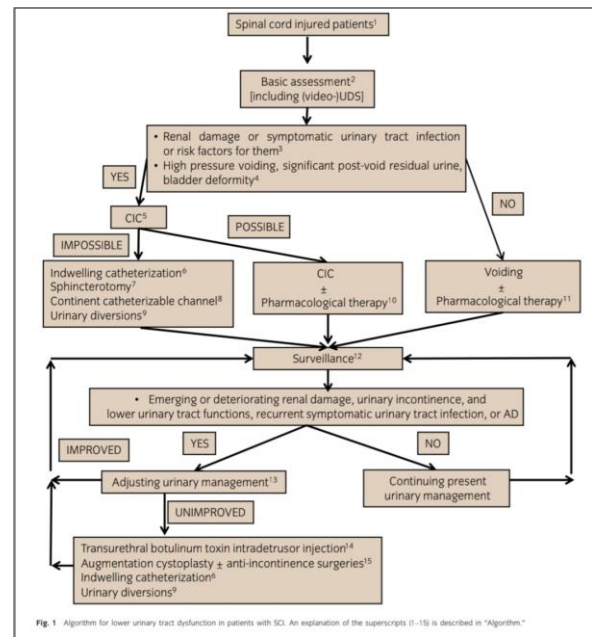 Spinal cord injured patients1
Basic assessment2
[including (video-)UDS]
• Renal damage or symptomatic urinary tract infection
or risk factors for them3
• High pressure voiding, significant post-void residual urine,
bladder deformity4
YES
NO
CIC5
IMPOSSIBLE
POSSIBLE
Indwelling catheterization6
Sphincterotomy7
Continent catheterizable channel8
Urinary diversions9
CIC
±
Pharmacological therapy10
Voiding
±
Pharmacological therapy11
Surveillance12
• Emerging or deteriorating renal damage, urinary incontinence, and
lower urinary tract functions, recurrent symptomatic urinary tract infection, or AD
IMPROVED
YES
NO
Adjusting urinary management13
Continuing present
urinary management
UNIMPROVED
Transurethral botulinum toxin intradetrusor injection14
Augmentation cystoplasty ± anti-incontinence surgeries15
Indwelling catheterization6
Urinary diversions9
Fig. 1 Algorithm for lower urinary tract dysfunction in patients with SCI. An explanation of the superscripts (1–15) is described in "Algorithm."